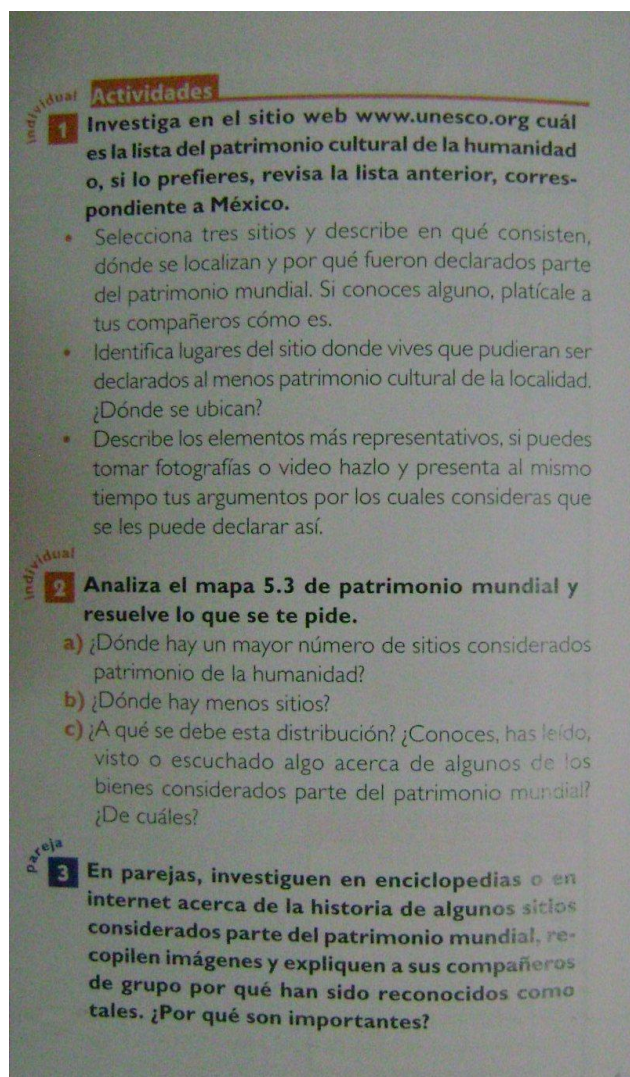 individual Actividades
1 Investiga en el sitio web www.unesco.org cuál
es la lista del patrimonio cultural de la humanidad
o, si lo prefieres, revisa la lista anterior, corres-
pondiente a México.
• Selecciona tres sitios y describe en qué consisten,
dónde se localizan y por qué fueron declarados parte
del patrimonio mundial. Si conoces alguno, platícale a
tus compañeros cómo es.
• Identifica lugares del sitio donde vives que pudieran ser
declarados al menos patrimonio cultural de la localidad.
¿Dónde se ubican?
• Describe los elementos más representativos, si puedes
tomar fotografías o video hazlo y presenta al mismo
tiempo tus argumentos por los cuales consideras que
se les puede declarar así.
individual
2 Analiza el mapa 5.3 de patrimonio mundial y
resuelve lo que se te pide.
a) ¿Dónde hay un mayor número de sitios considerados
patrimonio de la humanidad?
b) ¿Dónde hay menos sitios?
c) ¿A qué se debe esta distribución? ¿Conoces, has leído,
visto o escuchado algo acerca de algunos de los
bienes considerados parte del patrimonio mundial?
¿De cuáles?
pareja
3 En parejas, investiguen en enciclopedias o en
internet acerca de la historia de algunos sitios
considerados parte del patrimonio mundial, re-
copilen imágenes y expliquen a sus compañeros
de grupo por qué han sido reconocidos como
tales. ¿Por qué son importantes?